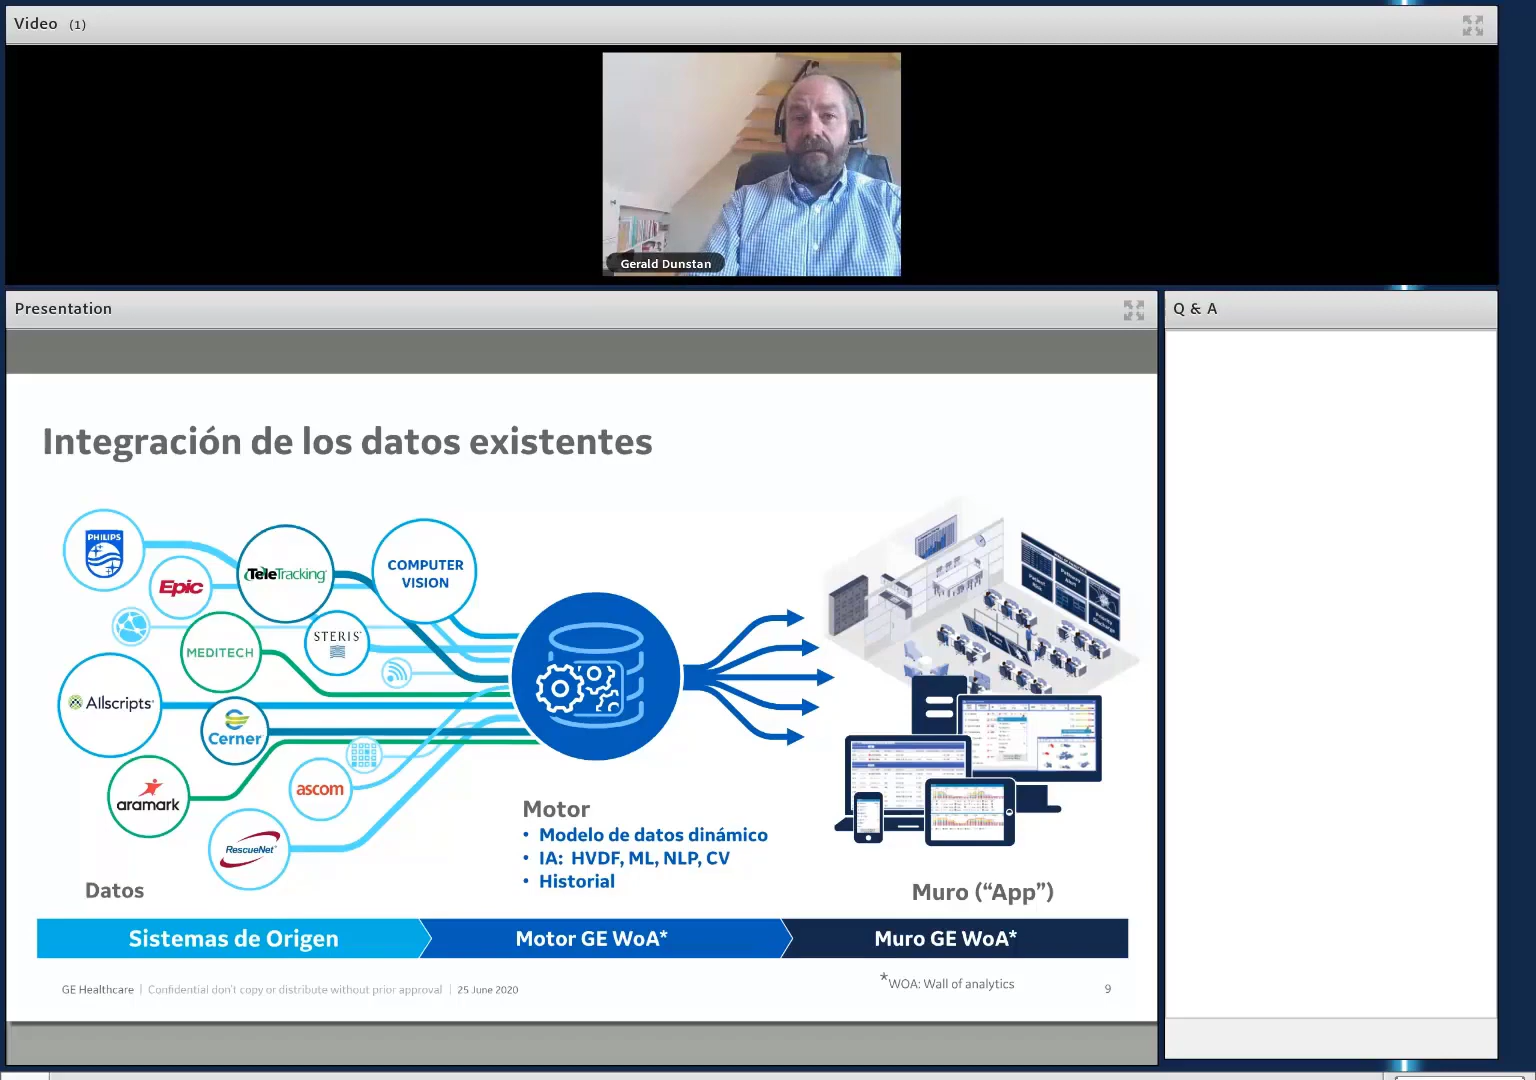 Video (1)
Gerald Dunstan
Presentation
Q & A
Integración de los datos existentes
PHILIPS
Epic
TeleTracking
COMPUTER
VISION
STERIS
MEDITECH
Allscripts
Cerner
aramark
ascom
RescueNet
Datos
Motor
• Modelo de datos dinámico
• IA: HVDF, ML, NLP, CV
• Historial
Muro (“App”)
Sistemas de Origen
Motor GE WoA*
Muro GE WoA*
*WOA: Wall of analytics
GE Healthcare | Confidential don't copy or distribute without prior approval | 25 June 2020
9